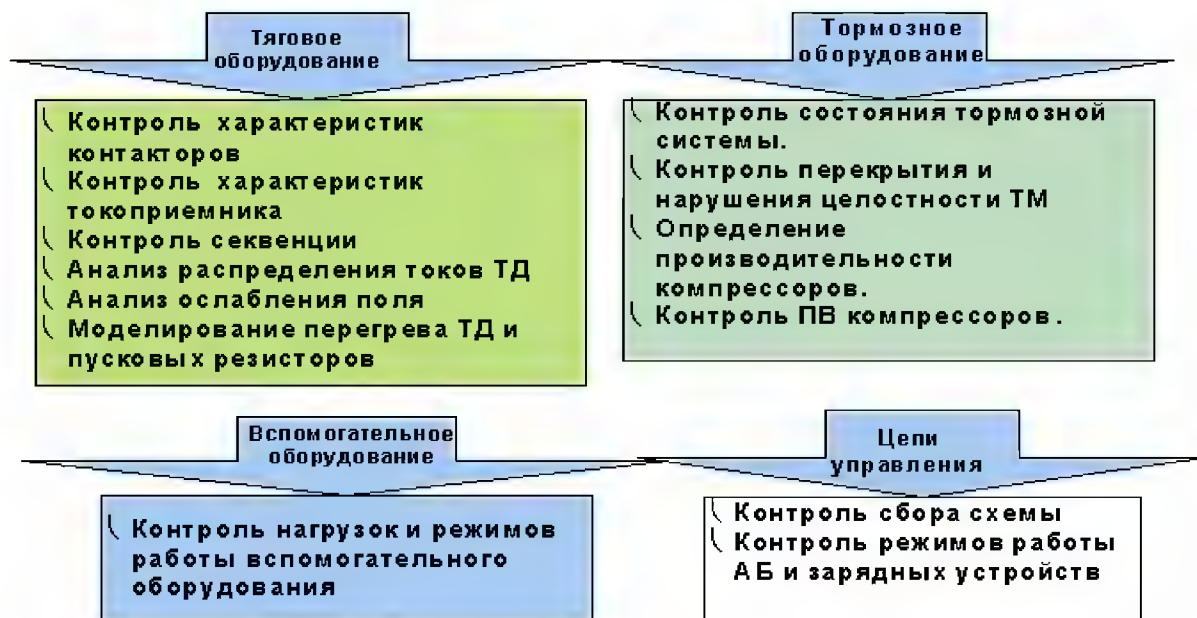 Тяговое
оборудование
Контроль характеристик
контакторов
Контроль характеристик
токоприемника
Контроль секвенции
Анализ распределения токов ТД
Анализ ослабления поля
Моделирование перегрева ТД и
пусковых резисторов
Тормозное
оборудование
Контроль состояния тормозной
системы.
Контроль перекрытия и
нарушения целостности ТМ
Определение
производительности
компрессоров.
Контроль ПВ компрессоров.
Вспомогательное
оборудование
Контроль нагрузок и режимов
работы вспомогательного
оборудования
Цепи
управления
Контроль сбора схемы
Контроль режимов работы
АБ и зарядных устройств